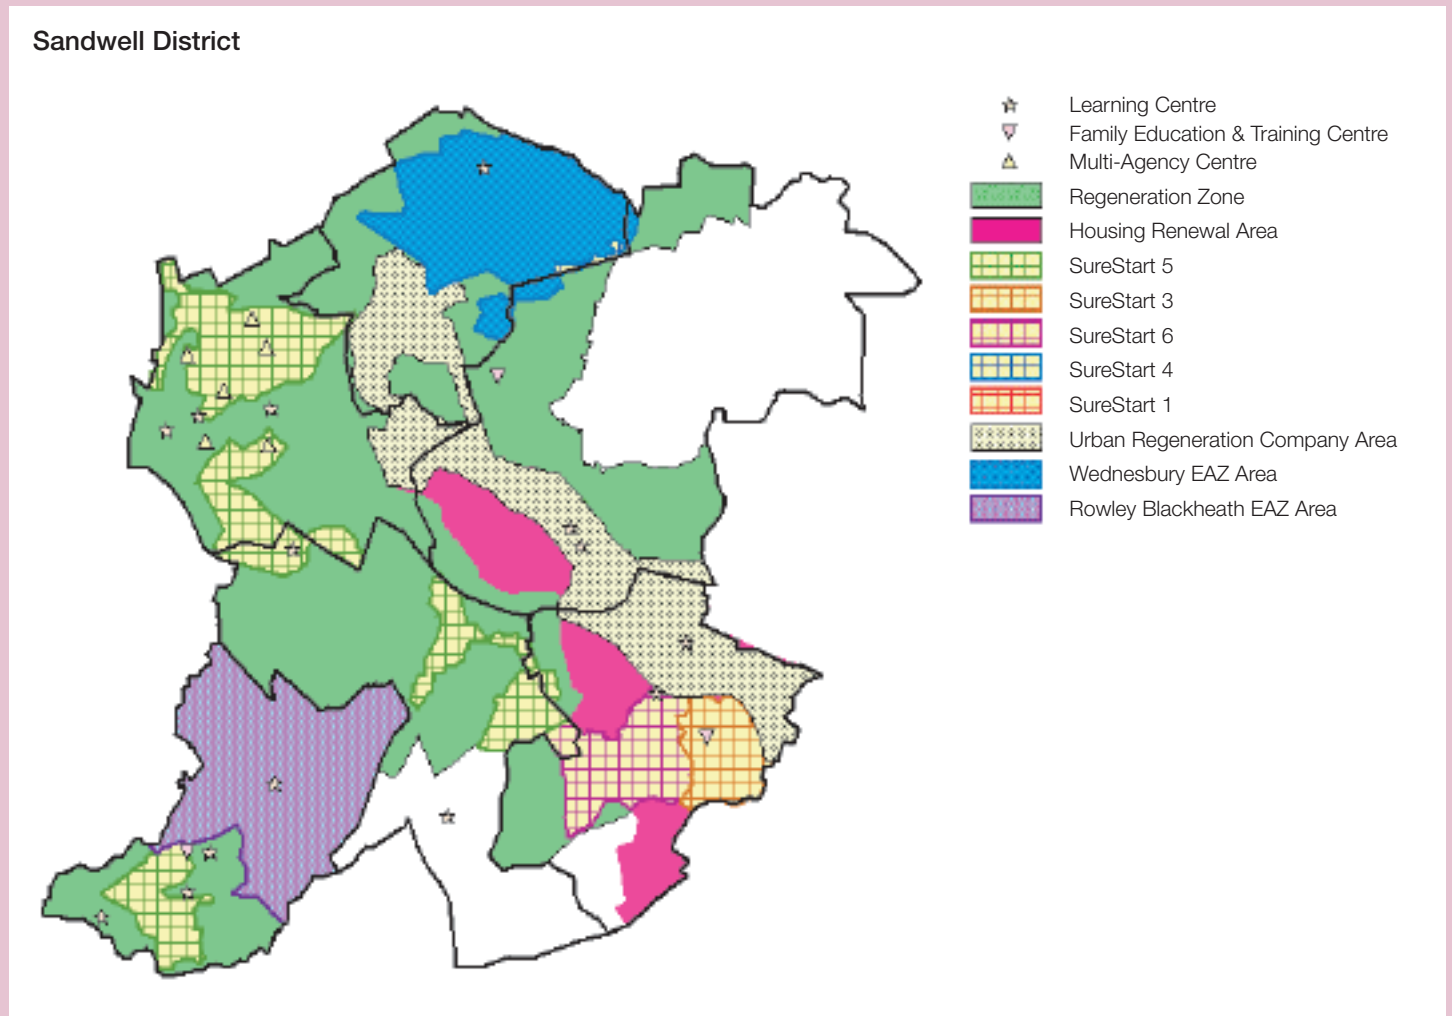 Sandwell District
Learning Centre
Family Education & Training Centre
Multi-Agency Centre
Regeneration Zone
Housing Renewal Area
SureStart 5
SureStart 3
SureStart 6
SureStart 4
SureStart 1
Urban Regeneration Company Area
Wednesbury EAZ Area
Rowley Blackheath EAZ Area